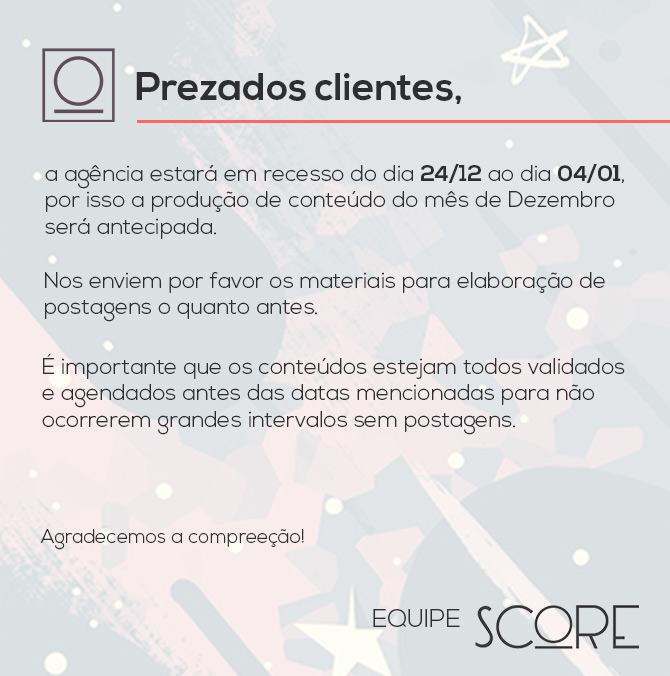 Prezados clientes,
a agência estará em recesso do dia 24/12 ao dia 04/01,
por isso a produção de conteúdo do mês de Dezembro
será antecipada.
Nos enviem por favor os materiais para elaboração de
postagens o quanto antes.
É importante que os conteúdos estejam todos validados
e agendados antes das datas mencionadas para não
ocorrerem grandes intervalos sem postagens.
Agradecemos a compreeção!
EQUIPE SCORE